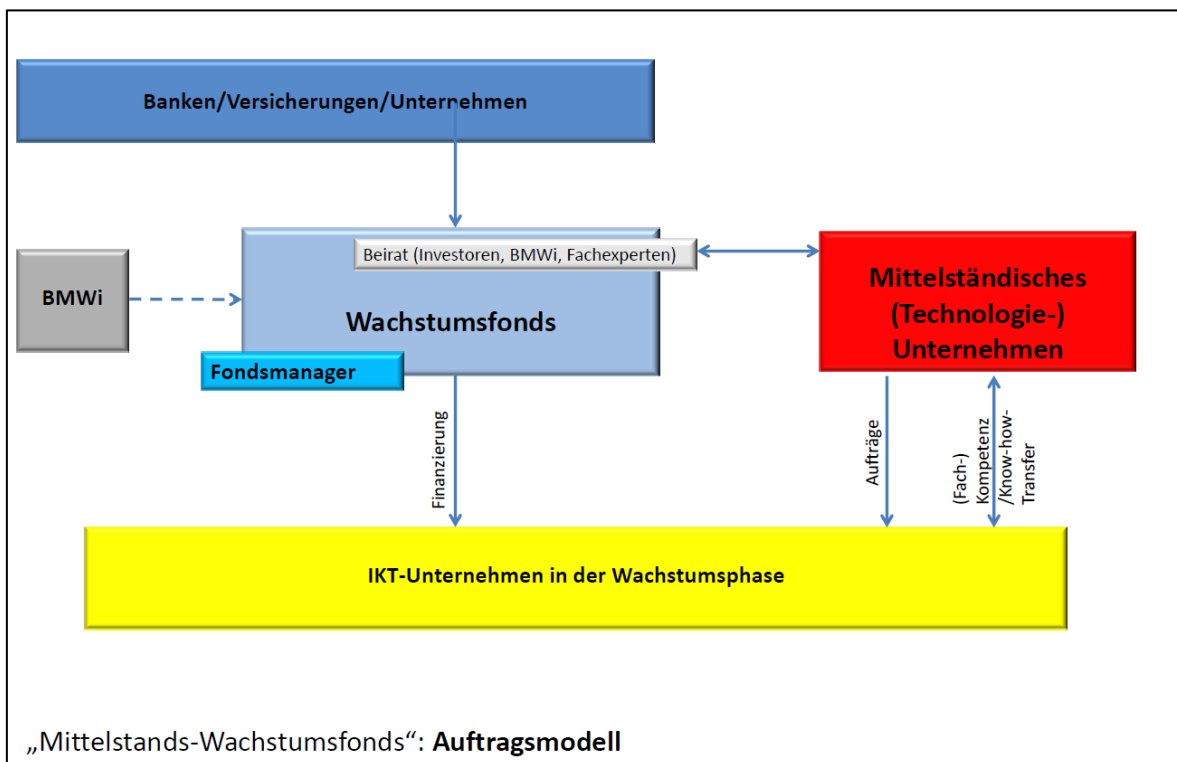 Banken/Versicherungen/Unternehmen
Beirat (Investoren, BMWi, Fachexperten)
BMWi
Wachstumsfonds
Fondsmanager
Mittelständisches
(Technologie-)
Unternehmen
Finanzierung
Aufträge
(Fach-)
Kompetenz
/Know-how-
Transfer
IKT-Unternehmen in der Wachstumsphase
„Mittelstands-Wachstumsfonds“: Auftragsmodell